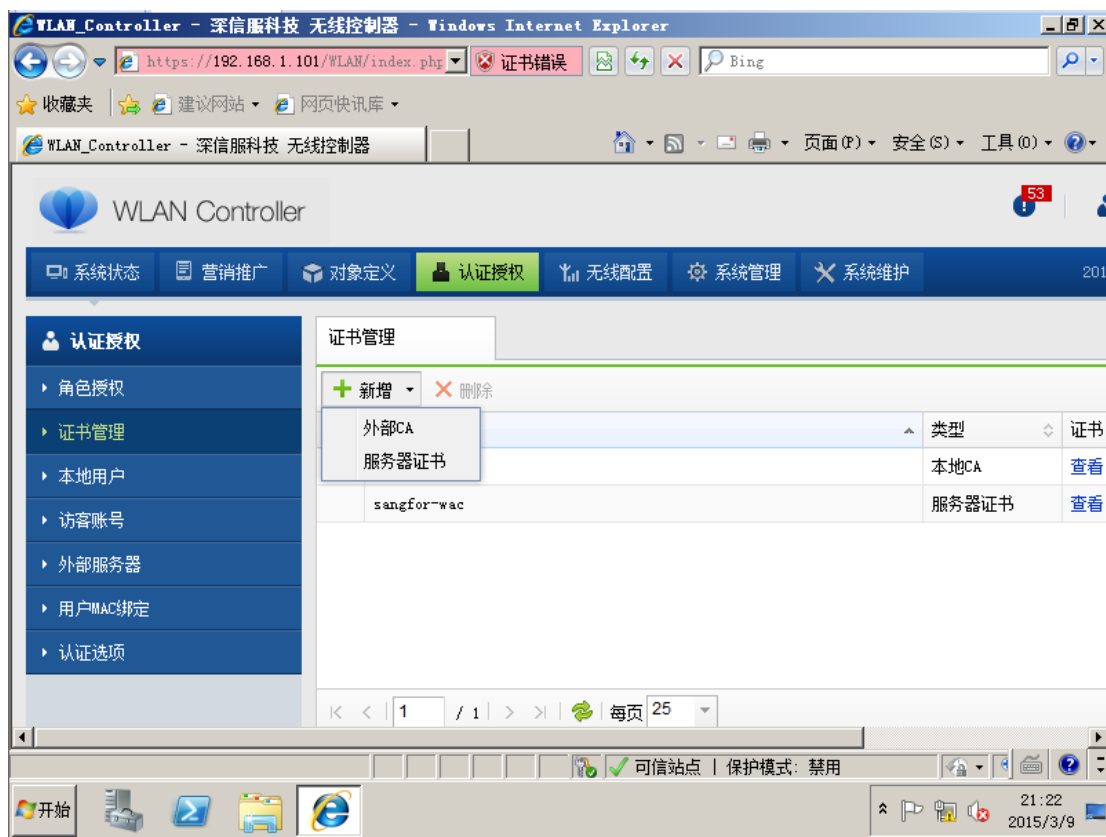 WLAN_Controller - 深信服科技 无线控制器 - Windows Internet Explorer
https://192.168.1.101/WLAN/index.php 证书错误 Bing
收藏夹 建议网站 网页快讯库
WLAN_Controller - 深信服科技 无线控制器 页面(P) 安全(S) 工具(O)
WLAN Controller 53
系统状态 营销推广 对象定义 认证授权 无线配置 系统管理 系统维护 201
认证授权 证书管理
角色授权 新增 删除
证书管理 外部CA 类型 证书
服务器证书
本地用户 本地CA 查看
访客账号 sangfor-wac 服务器证书 查看
外部服务器
用户MAC绑定
认证选项
1 / 1 每页 25
可信站点 | 保护模式: 禁用
开始 21:22
2015/3/9